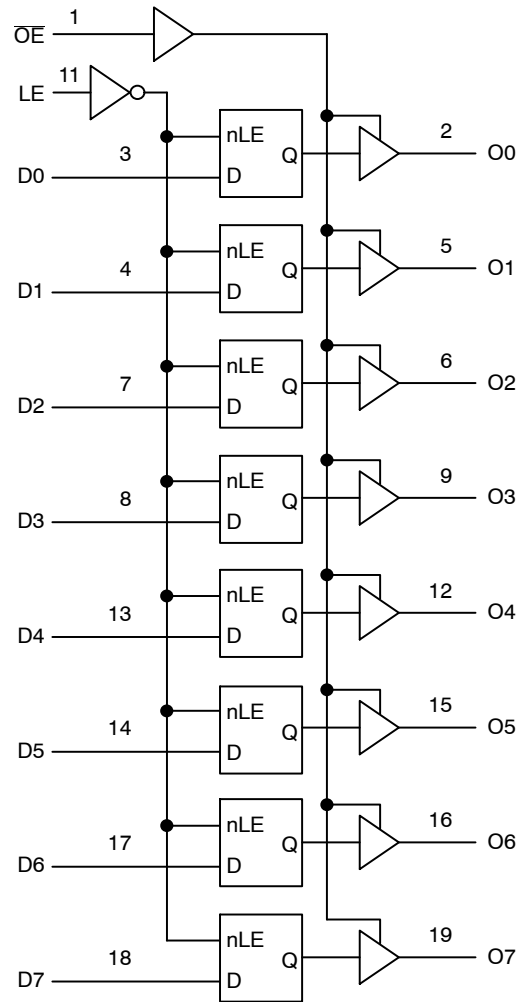 1
O̅E̅
11
LE
nLE
3 2
D0 D Q O0
nLE
4 5
D1 D Q O1
nLE
7 6
D2 D Q O2
nLE
8 9
D3 D Q O3
nLE
13 12
D4 D Q O4
nLE
14 15
D5 D Q O5
nLE
17 16
D6 D Q O6
nLE
18 19
D7 D Q O7